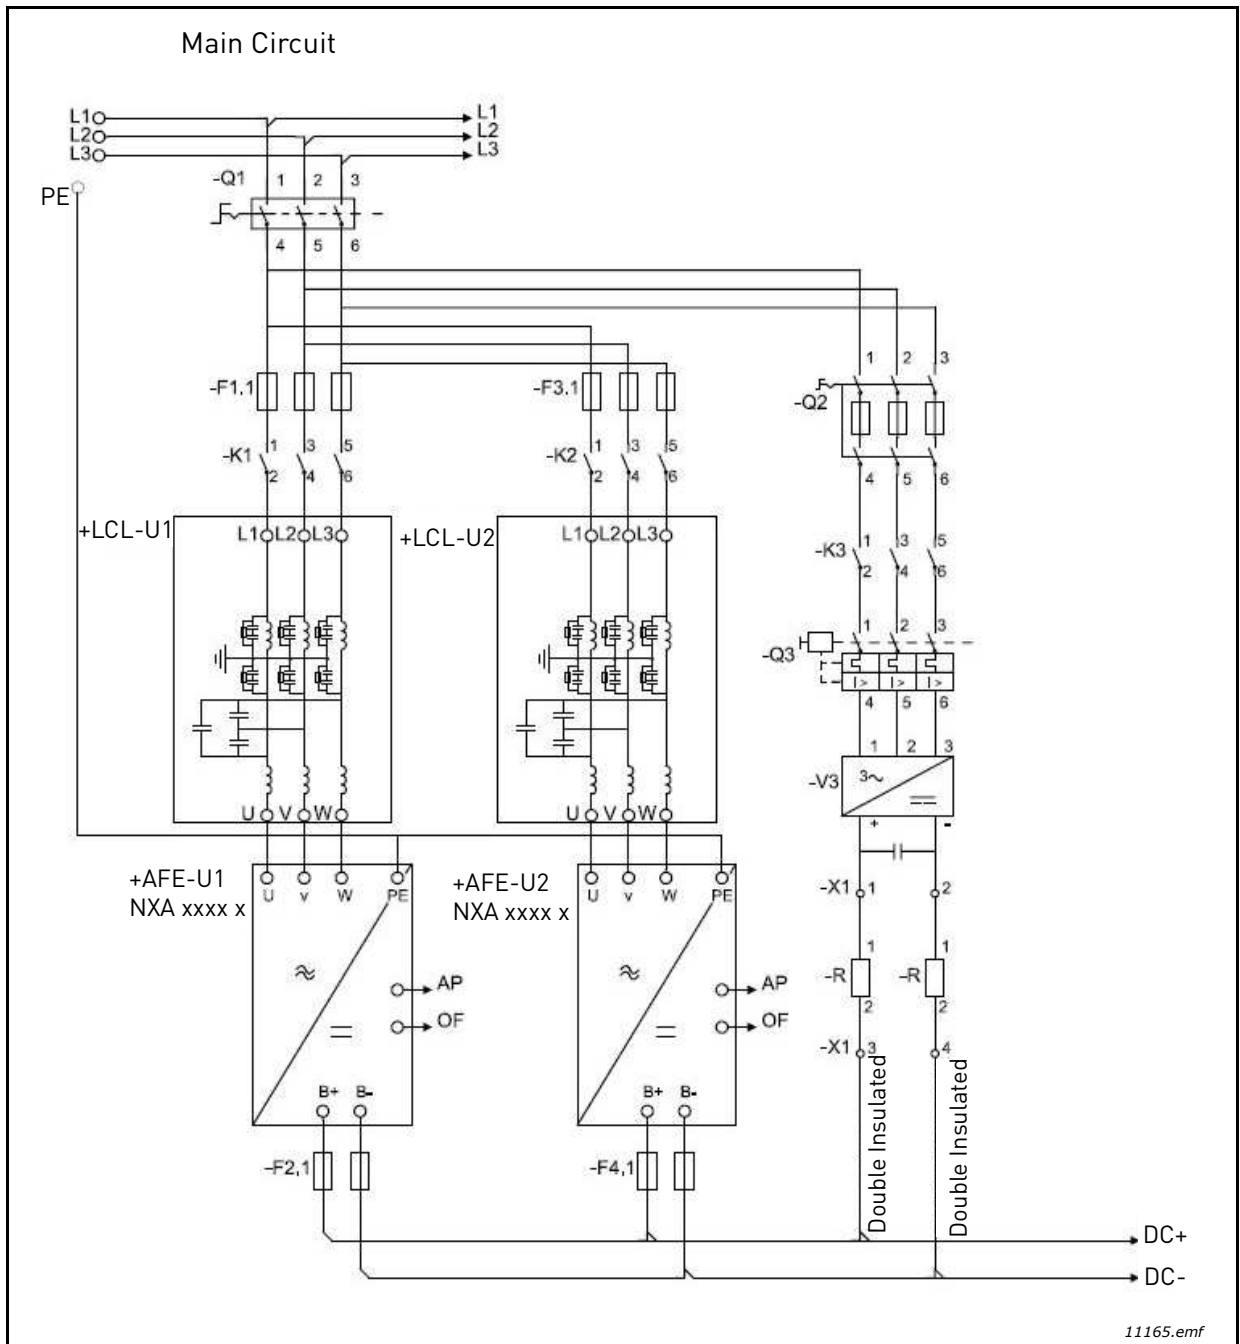 Main Circuit
L1 L1
L2 L2
L3 L3
PE
-Q1 1 2 3
4 5 6
1 2 3
-F1.1 -F3.1
-Q2
-K1 1 3 5 -K2 1 3 5
2 4 6 2 4 6
4 5 6
+LCL-U1 L1 L2 L3 +LCL-U2 L1 L2 L3
-K3 1 3 5
2 4 6
-Q3 1 2 3
I> I> I>
4 5 6
1 2 3
-V3 3~
+ -
U V W U V W
+AFE-U1
NXA xxxx x
U v W PE
+AFE-U2
NXA xxxx x
U v W PE
-X1 1 2
1 1
-R -R
2 2
AP AP
OF OF
-X1 3 4
Double Insulated
Double Insulated
B+ B- B+ B-
-F2,1 -F4,1
DC+
DC-
11165.emf